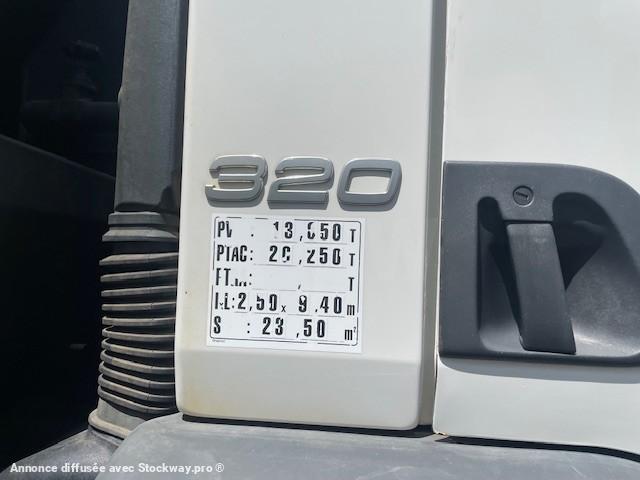 320
PV : 13,650 T
PTAC: 26,250 T
PT , T
2,50 x 9,40 m
S : 23,50 m²
Annonce diffusée avec Stockway.pro®